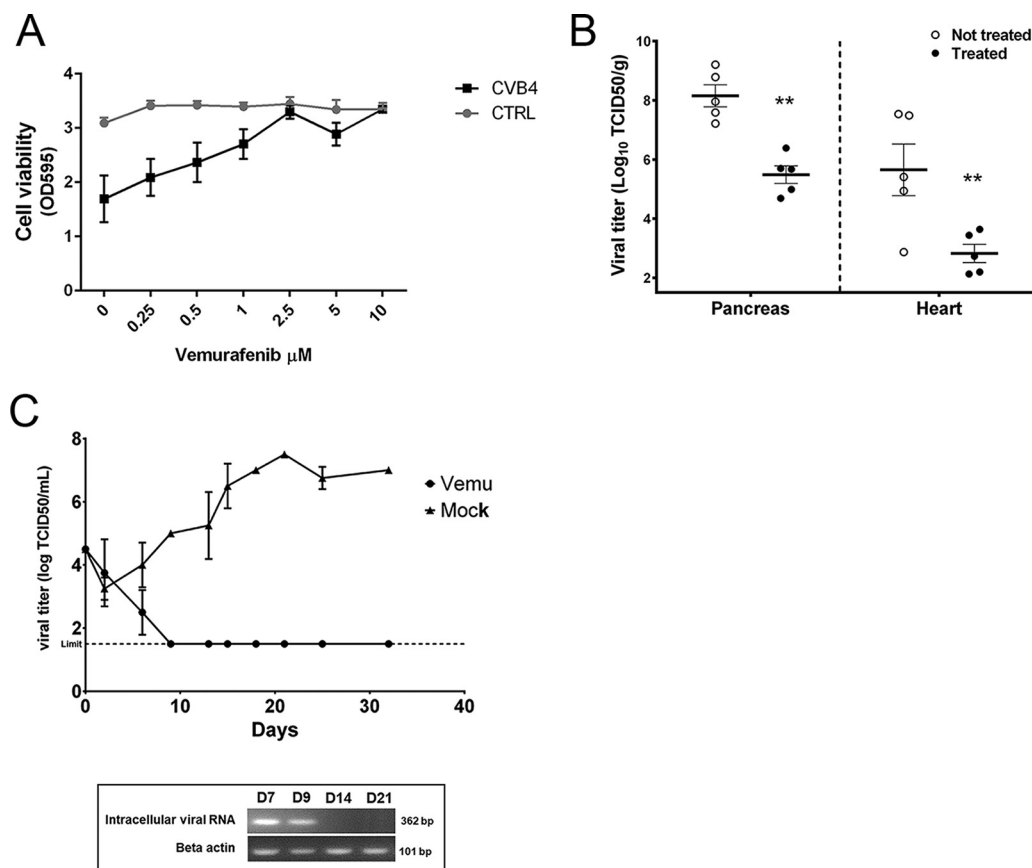 A
Cell viability
(OD595)
4
3
2
1
0
0
0.25
0.5
1
2.5
5
10
Vemurafenib μM
CVB4
CTRL
B
Viral titer (Log10 TCID50/g)
10
8
6
4
2
**
**
Pancreas
Heart
Not treated
Treated
C
viral titer (log TCID50/mL)
8
6
4
2
Limit
0
0
10
20
30
40
Days
Vemu
Mock
D7 D9 D14 D21
Intracellular viral RNA 362 bp
Beta actin 101 bp